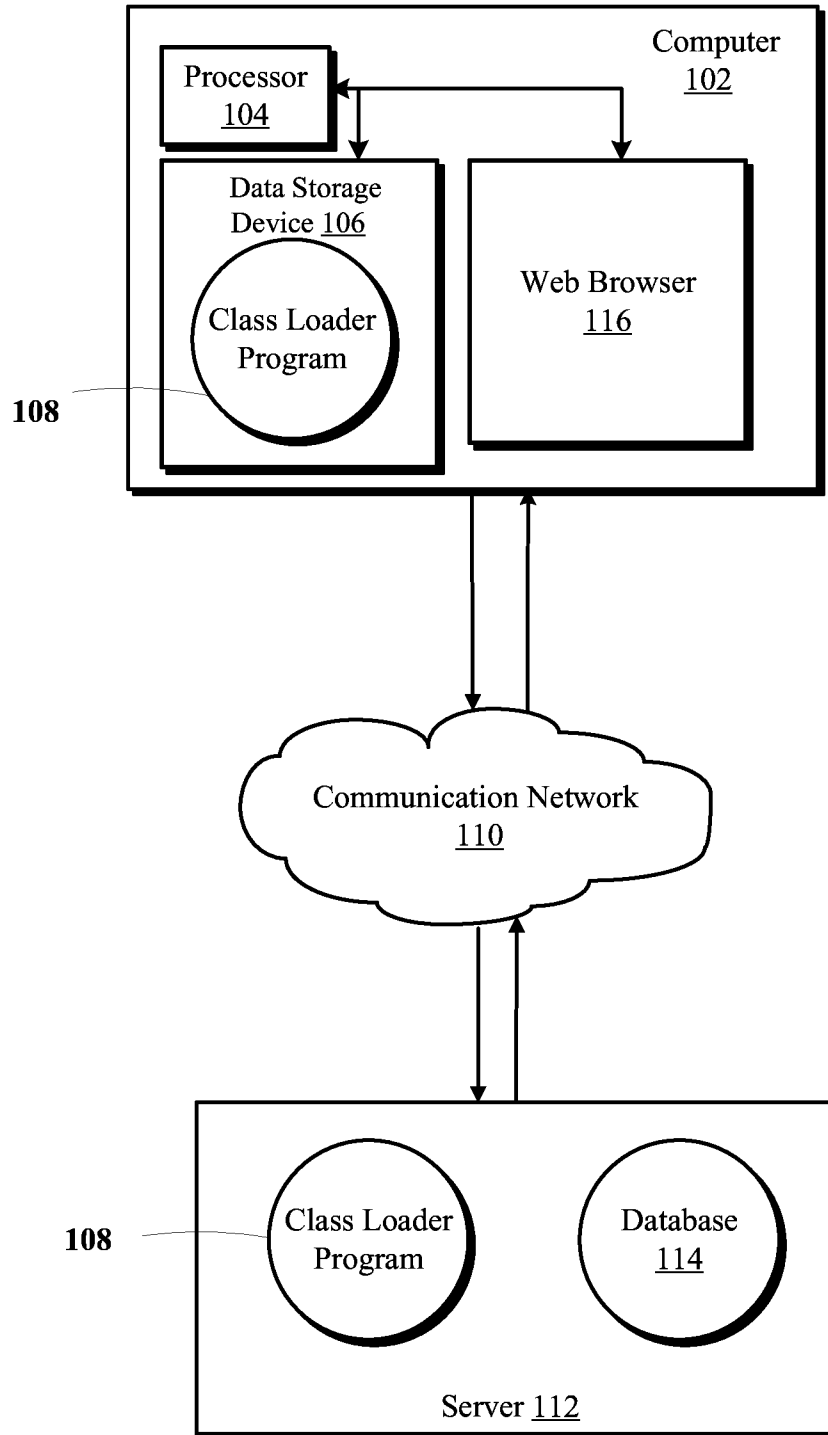 Computer
102
Processor
104
Data Storage
Device 106
Class Loader
Program
108
Web Browser
116
Communication Network
110
Class Loader
Program
108
Database
114
Server 112